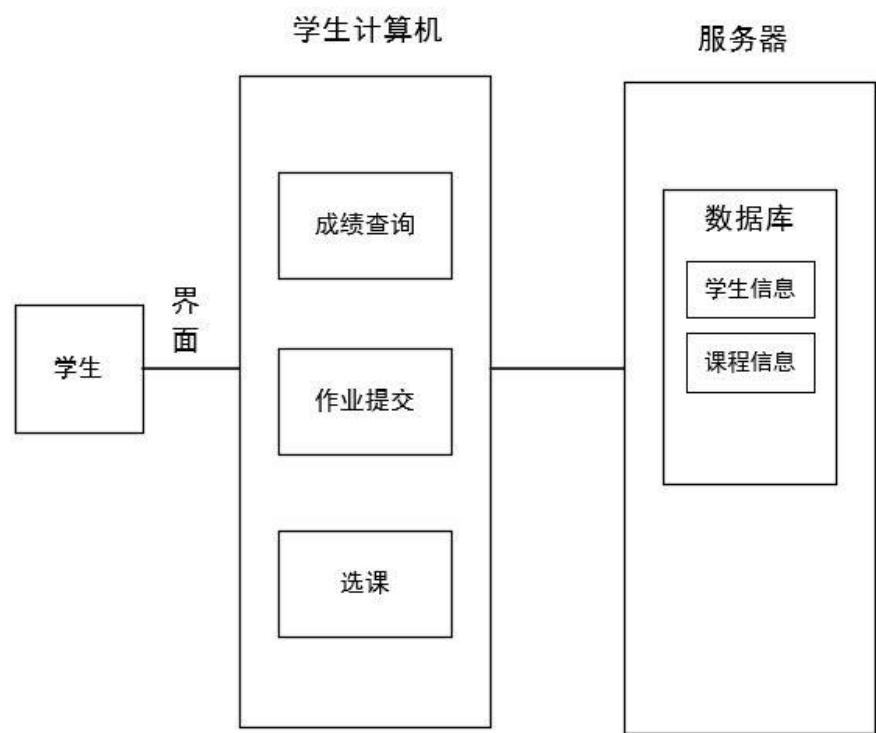 学生计算机
服务器
成绩查询
数据库
学生信息
界
面
学生
作业提交
课程信息
选课